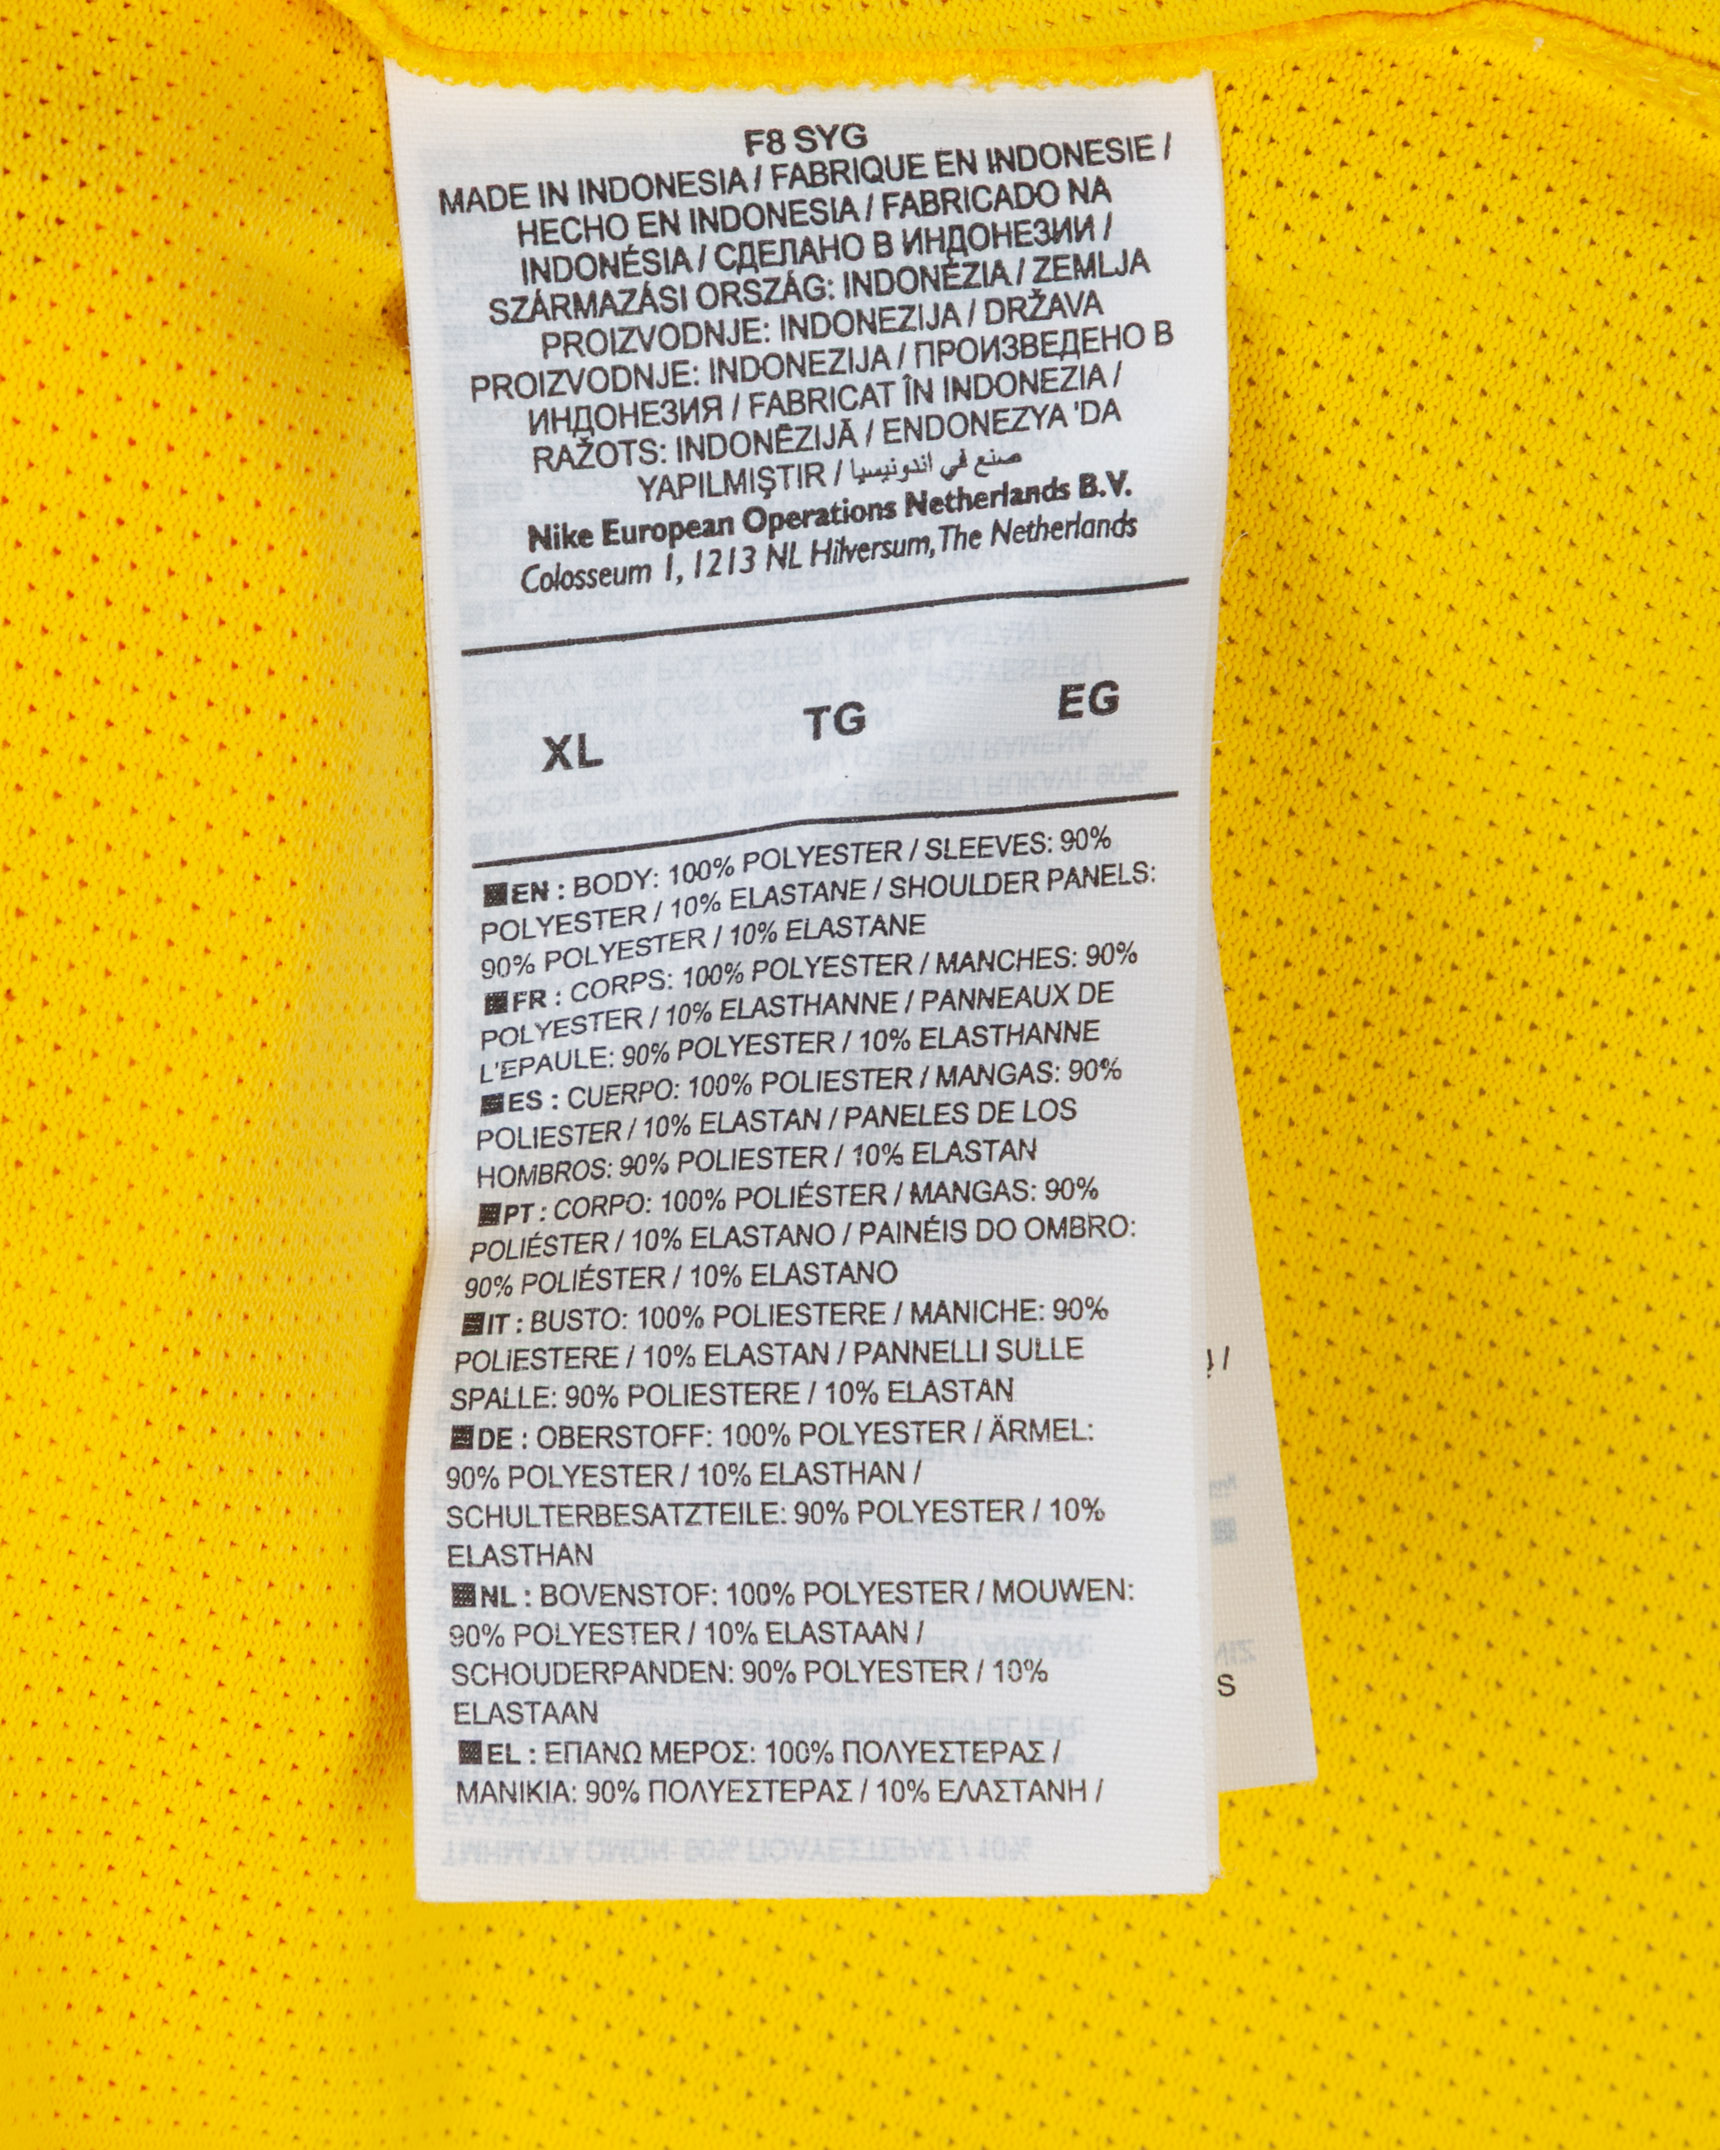 F8 SYG
MADE IN INDONESIA / FABRIQUE EN INDONESIE /
HECHO EN INDONESIA / FABRICADO NA
INDONÉSIA / СДЕЛАНО В ИНДОНЕЗИИ /
SZÁRMAZÁSI ORSZÁG: INDONÉZIA / ZEMLJA
PROIZVODNJE: INDONEZIJA / DRŽAVA
PROIZVODNJE: INDONEZIJA / ПРОИЗВЕДЕНО В
ИНДОНЕЗИЯ / FABRICAT ÎN INDONEZIA /
RAŽOTS: INDONĒZIJĀ / ENDONEZYA 'DA
YAPILMIŞTIR / صنع في اندونيسيا
Nike European Operations Netherlands B.V.
Colosseum 1, 1213 NL Hilversum, The Netherlands
XL TG EG
EN : BODY: 100% POLYESTER / SLEEVES: 90%
POLYESTER / 10% ELASTANE / SHOULDER PANELS:
90% POLYESTER / 10% ELASTANE
FR : CORPS: 100% POLYESTER / MANCHES: 90%
POLYESTER / 10% ELASTHANNE / PANNEAUX DE
L'EPAULE: 90% POLYESTER / 10% ELASTHANNE
ES : CUERPO: 100% POLIESTER / MANGAS: 90%
POLIESTER / 10% ELASTAN / PANELES DE LOS
HOMBROS: 90% POLIESTER / 10% ELASTAN
PT : CORPO: 100% POLIÉSTER / MANGAS: 90%
POLIÉSTER / 10% ELASTANO / PAINÉIS DO OMBRO:
90% POLIÉSTER / 10% ELASTANO
IT : BUSTO: 100% POLIESTERE / MANICHE: 90%
POLIESTERE / 10% ELASTAN / PANNELLI SULLE
SPALLE: 90% POLIESTERE / 10% ELASTAN
DE : OBERSTOFF: 100% POLYESTER / ÄRMEL:
90% POLYESTER / 10% ELASTHAN /
SCHULTERBESATZTEILE: 90% POLYESTER / 10%
ELASTHAN
NL : BOVENSTOF: 100% POLYESTER / MOUWEN:
90% POLYESTER / 10% ELASTAAN /
SCHOUDERPANDEN: 90% POLYESTER / 10%
ELASTAAN
EL : ΕΠΑΝΩ ΜΕΡΟΣ: 100% ΠΟΛΥΕΣΤΕΡΑΣ /
ΜΑΝΙΚΙΑ: 90% ΠΟΛΥΕΣΤΕΡΑΣ / 10% ΕΛΑΣΤΑΝΗ /
S